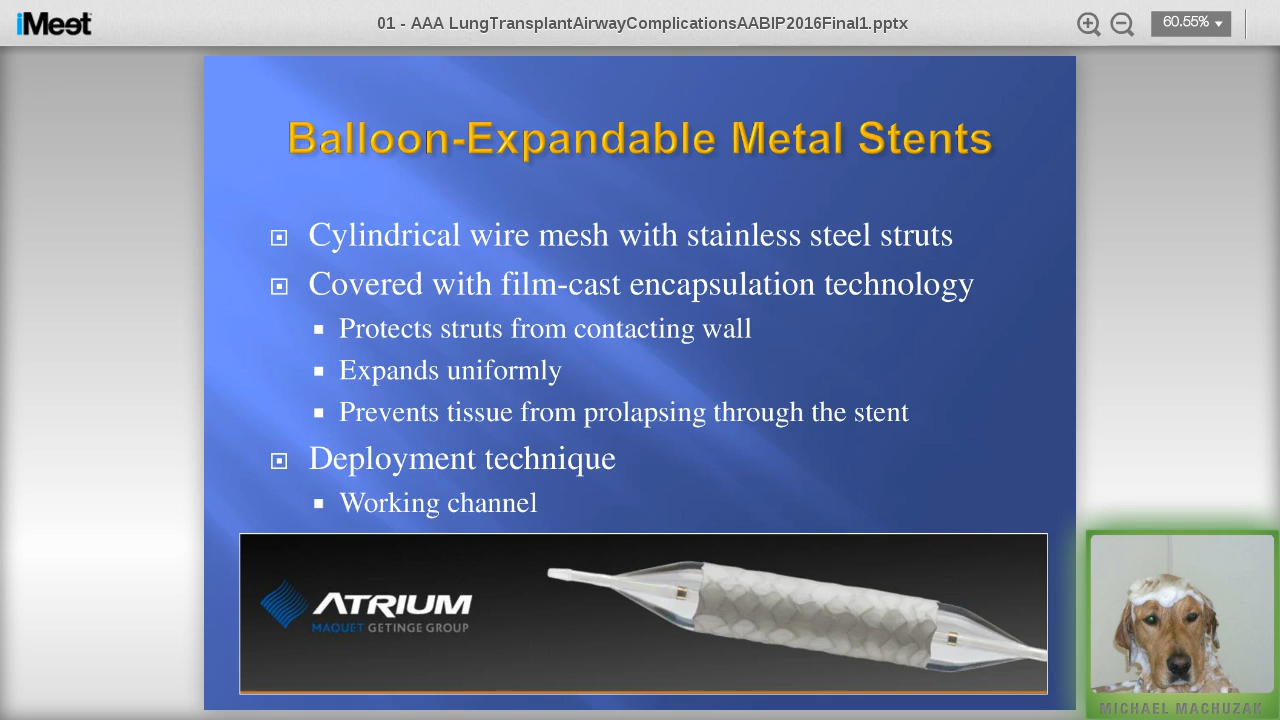 iMeet
01 - AAA LungTransplantAirwayComplicationsAABIP2016Final1.pptx
60.55%
Balloon-Expandable Metal Stents
Cylindrical wire mesh with stainless steel struts
Covered with film-cast encapsulation technology
Protects struts from contacting wall
Expands uniformly
Prevents tissue from prolapsing through the stent
Deployment technique
Working channel
ATRIUM
MAQUET GETINGE GROUP
MICHAEL MACHUZAK